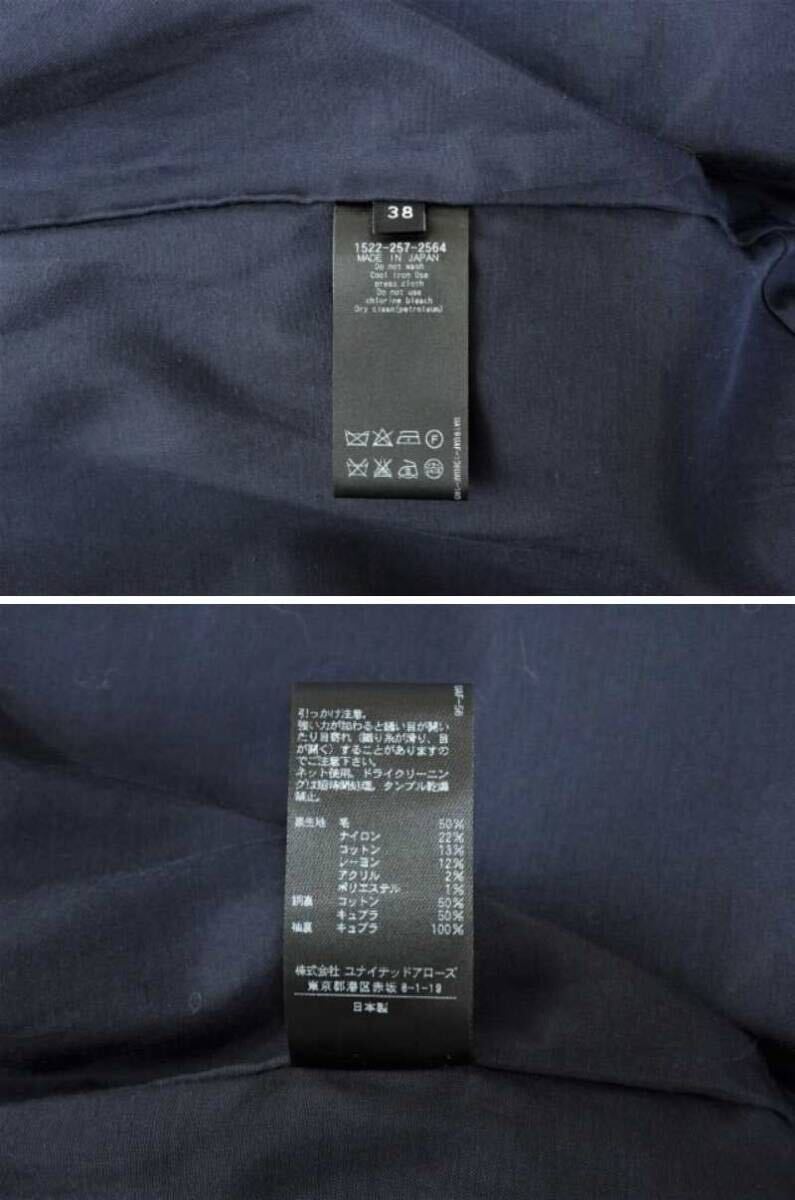 38
1522-257-2564
MADE IN JAPAN
Do not wash
Cool iron Use
press cloth
Do not use
chlorine bleach
Dry clean(petroleum)
F
引っかけ注意。
強い力が加わると縫い目が開い
たり目寄れ（織り糸が滑り、目
が開く）することがありますの
でご注意下さい。
ネット使用。ドライクリーニン
グは短時間処理。タンブル乾燥
禁止。
表生地 毛 50%
ナイロン 22%
コットン 13%
レーヨン 12%
アクリル 2%
ポリエステル 1%
胴裏 コットン 50%
キュプラ 50%
袖裏 キュプラ 100%
株式会社 ユナイテッドアローズ
東京都港区赤坂8-1-19
日本製